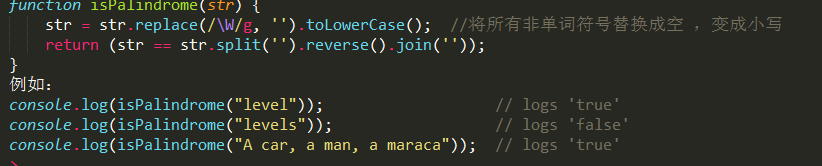 function isPalindrome(str) {
    str = str.replace(/\W/g, '').toLowerCase();  //将所有非单词符号替换成空 ，变成小写
    return (str == str.split('').reverse().join(''));
}
例如：
console.log(isPalindrome("level"));                   // logs 'true'
console.log(isPalindrome("levels"));                  // logs 'false'
console.log(isPalindrome("A car, a man, a maraca"));  // logs 'true'